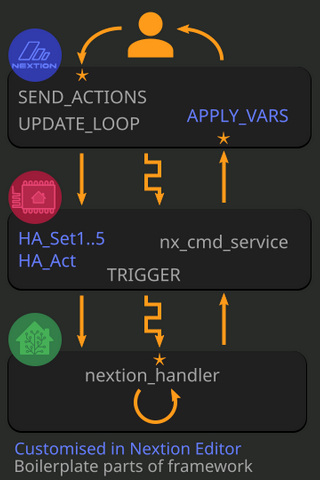 NEXTION
SEND_ACTIONS
UPDATE_LOOP
APPLY_VARS
HA_Set1..5
HA_Act
nx_cmd_service
TRIGGER
nextion_handler
Customised in Nextion Editor
Boilerplate parts of framework